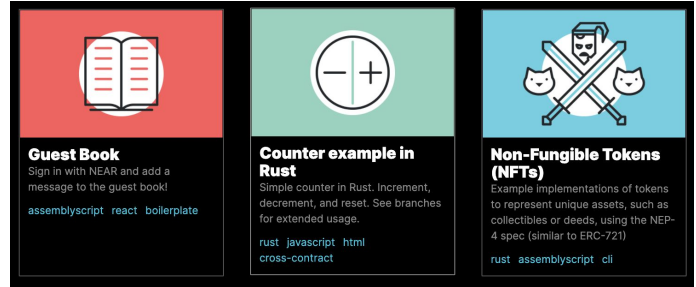 Guest Book
Sign in with NEAR and add a
message to the guest book!
assemblyscript react boilerplate
Counter example in
Rust
Simple counter in Rust. Increment,
decrement, and reset. See branches
for extended usage.
rust javascript html
cross-contract
Non-Fungible Tokens
(NFTs)
Example implementations of tokens
to represent unique assets, such as
collectibles or deeds, using the NEP-
4 spec (similar to ERC-721)
rust assemblyscript cli